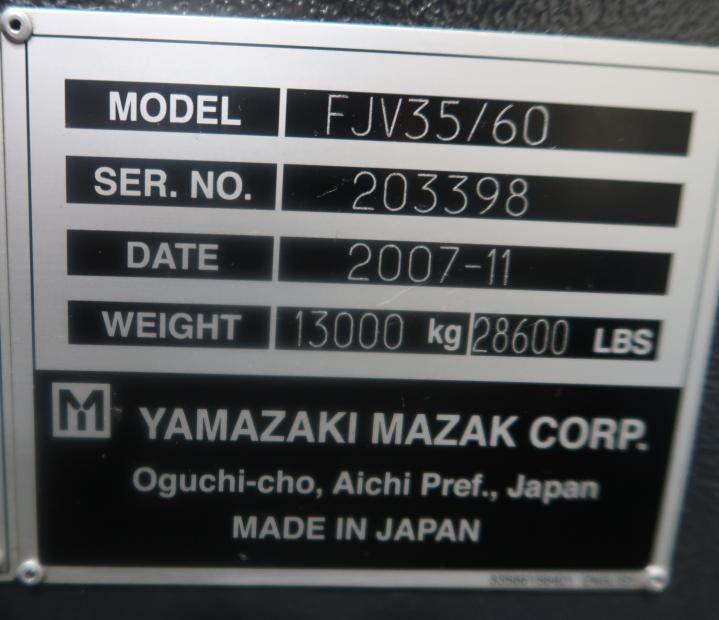 MODEL FJV35/60
SER. NO. 203398
DATE 2007-11
WEIGHT 13000 kg 28600 LBS
YAMAZAKI MAZAK CORP.
Oguchi-cho, Aichi Pref., Japan
MADE IN JAPAN